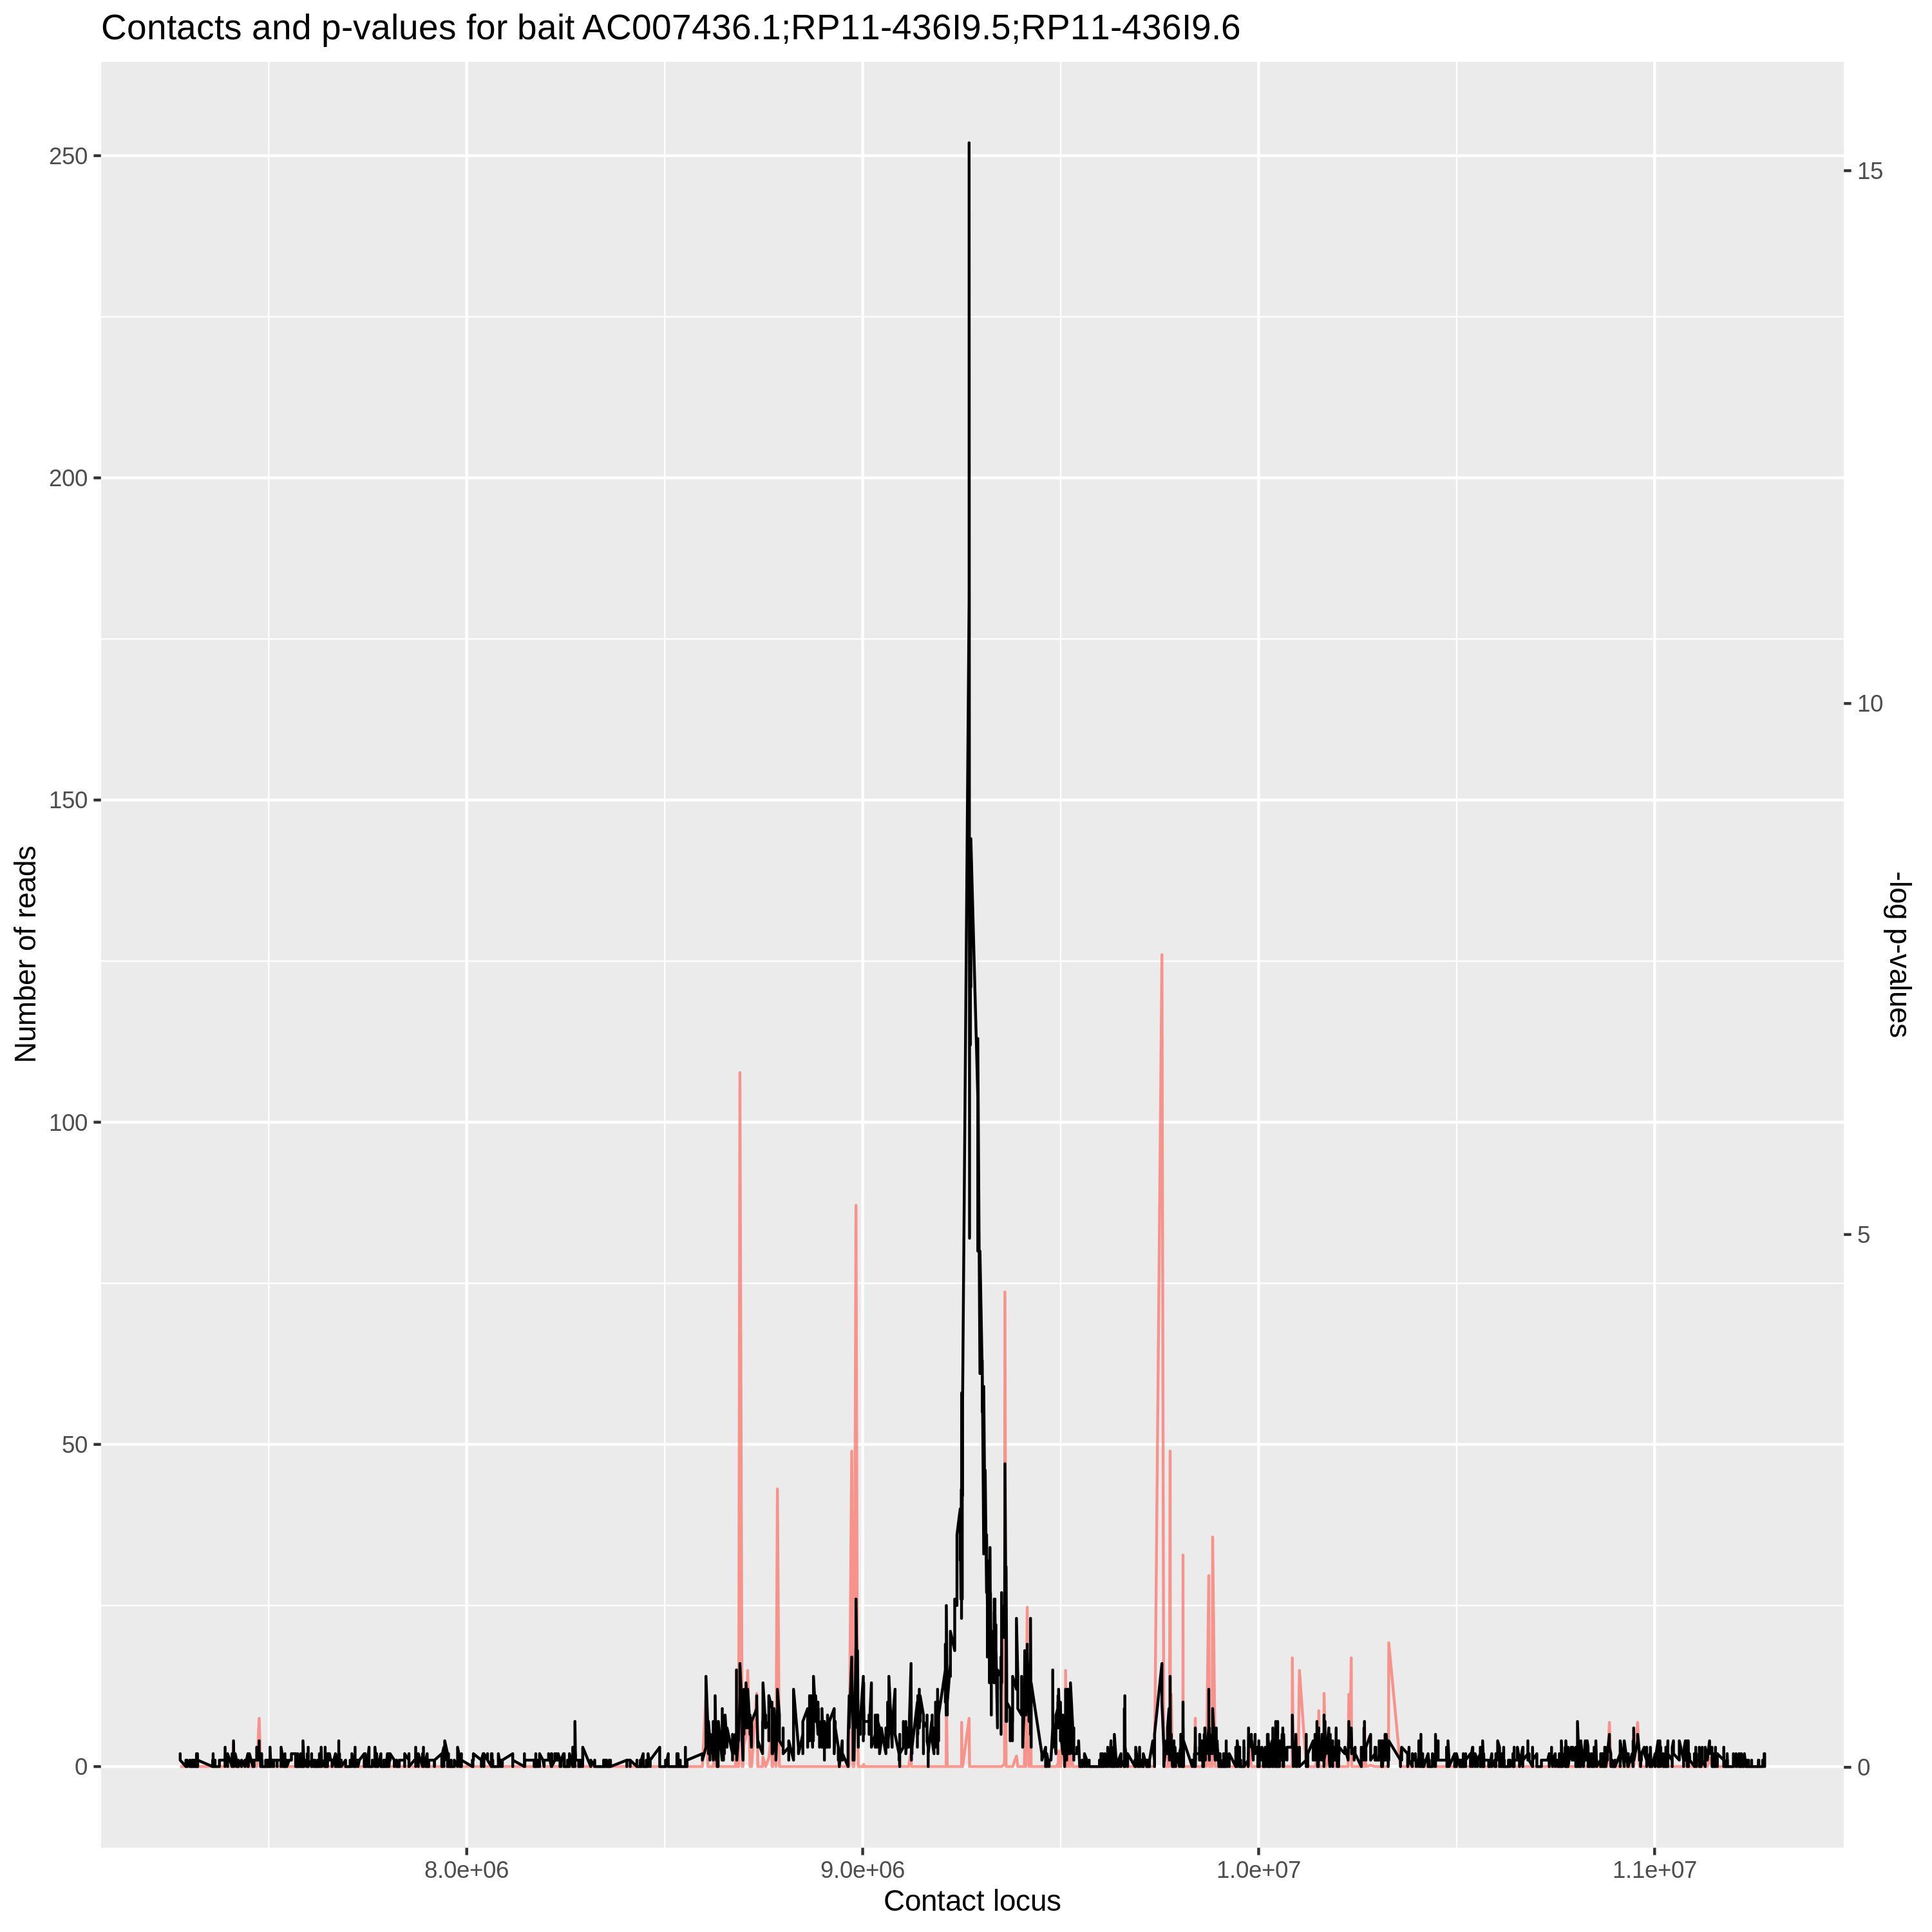 Contacts and p-values for bait AC007436.1;RP11-436I9.5;RP11-436I9.6
250
200
150
100
50
0
Number of reads
15
10
5
0
-log p-values
8.0e+06
9.0e+06
1.0e+07
1.1e+07
Contact locus